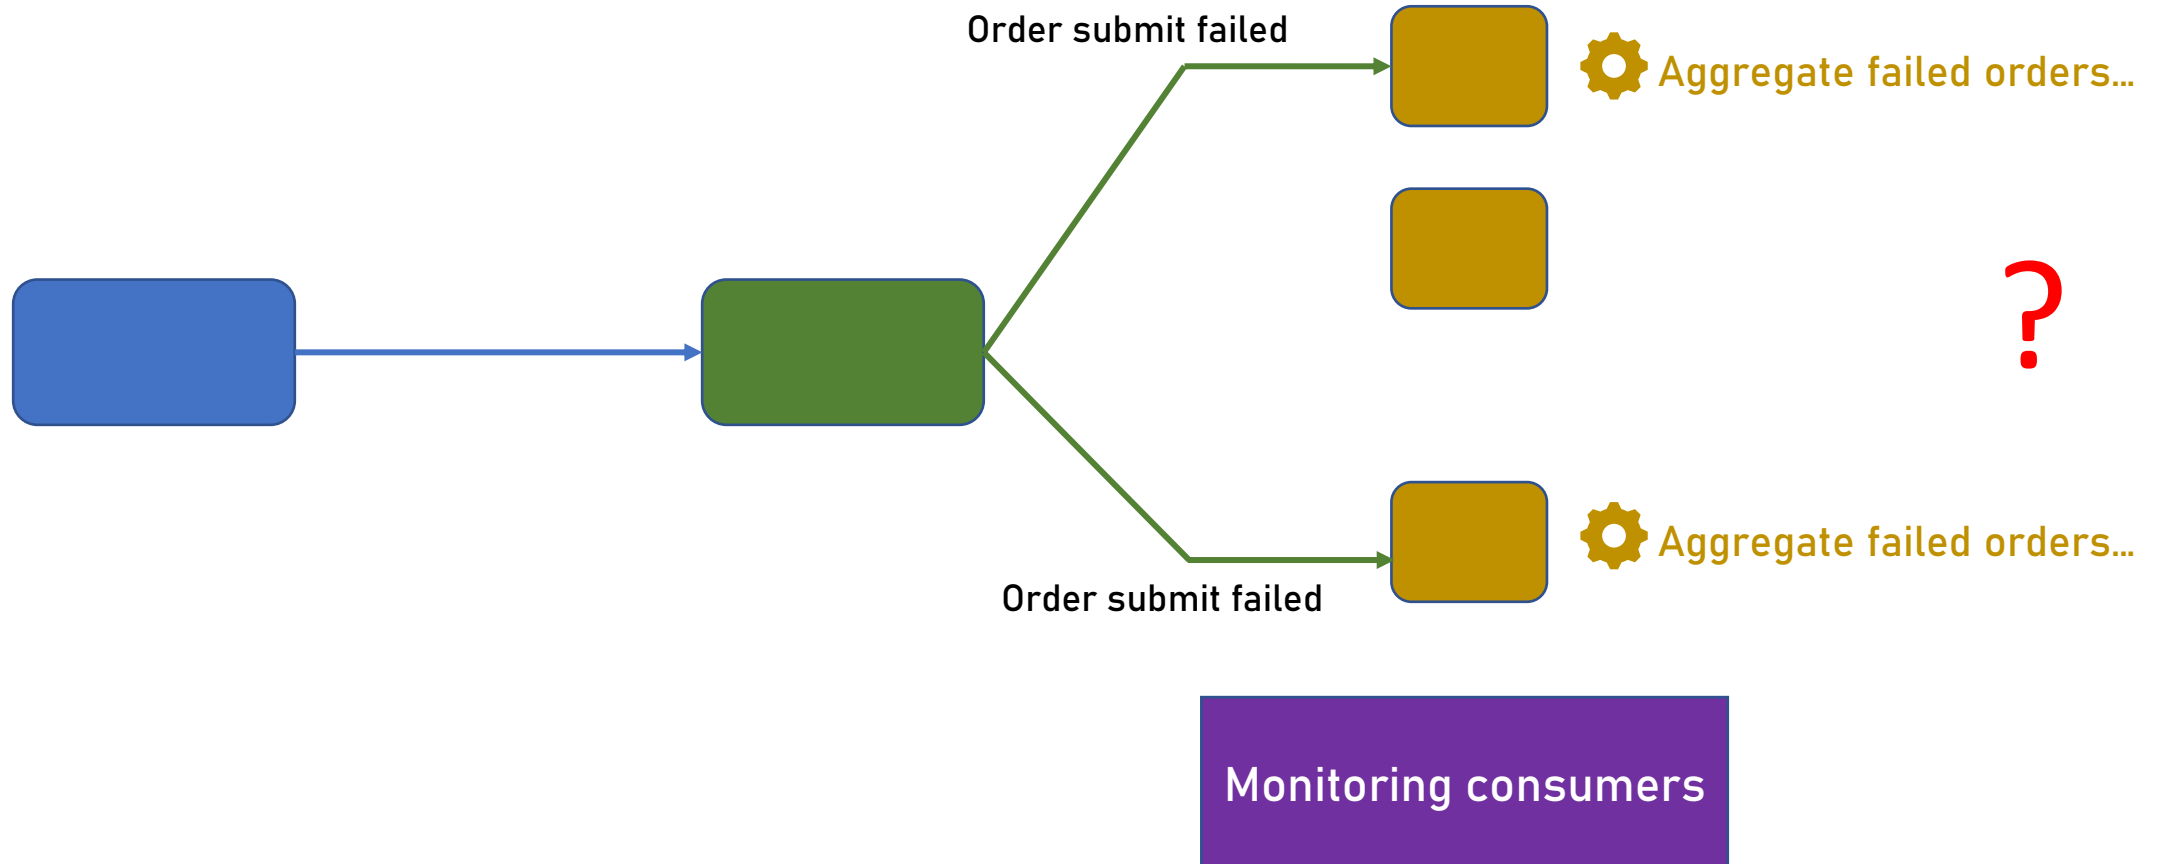 Order submit failed
Aggregate failed orders...
?
Aggregate failed orders...
Order submit failed
Monitoring consumers